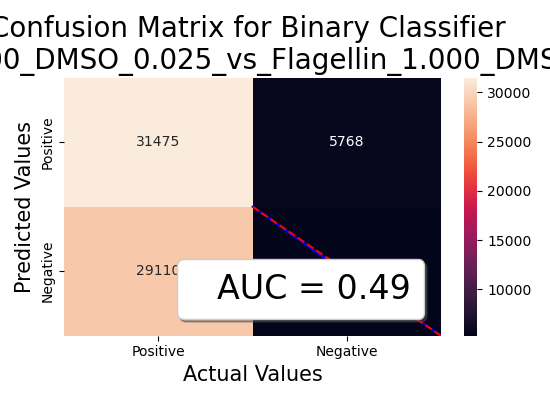 Confusion Matrix for Binary Classifier
00_DMSO_0.025_vs_Flagellin_1.000_DMS
Predicted Values
Positive
Negative
31475
5768
29110
AUC = 0.49
Positive
Negative
Actual Values
30000
25000
20000
15000
10000